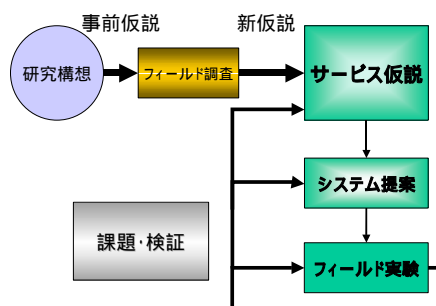 事前仮説
新仮説
研究構想
フィールド調査
サービス仮説
システム提案
課題・検証
フィールド実験